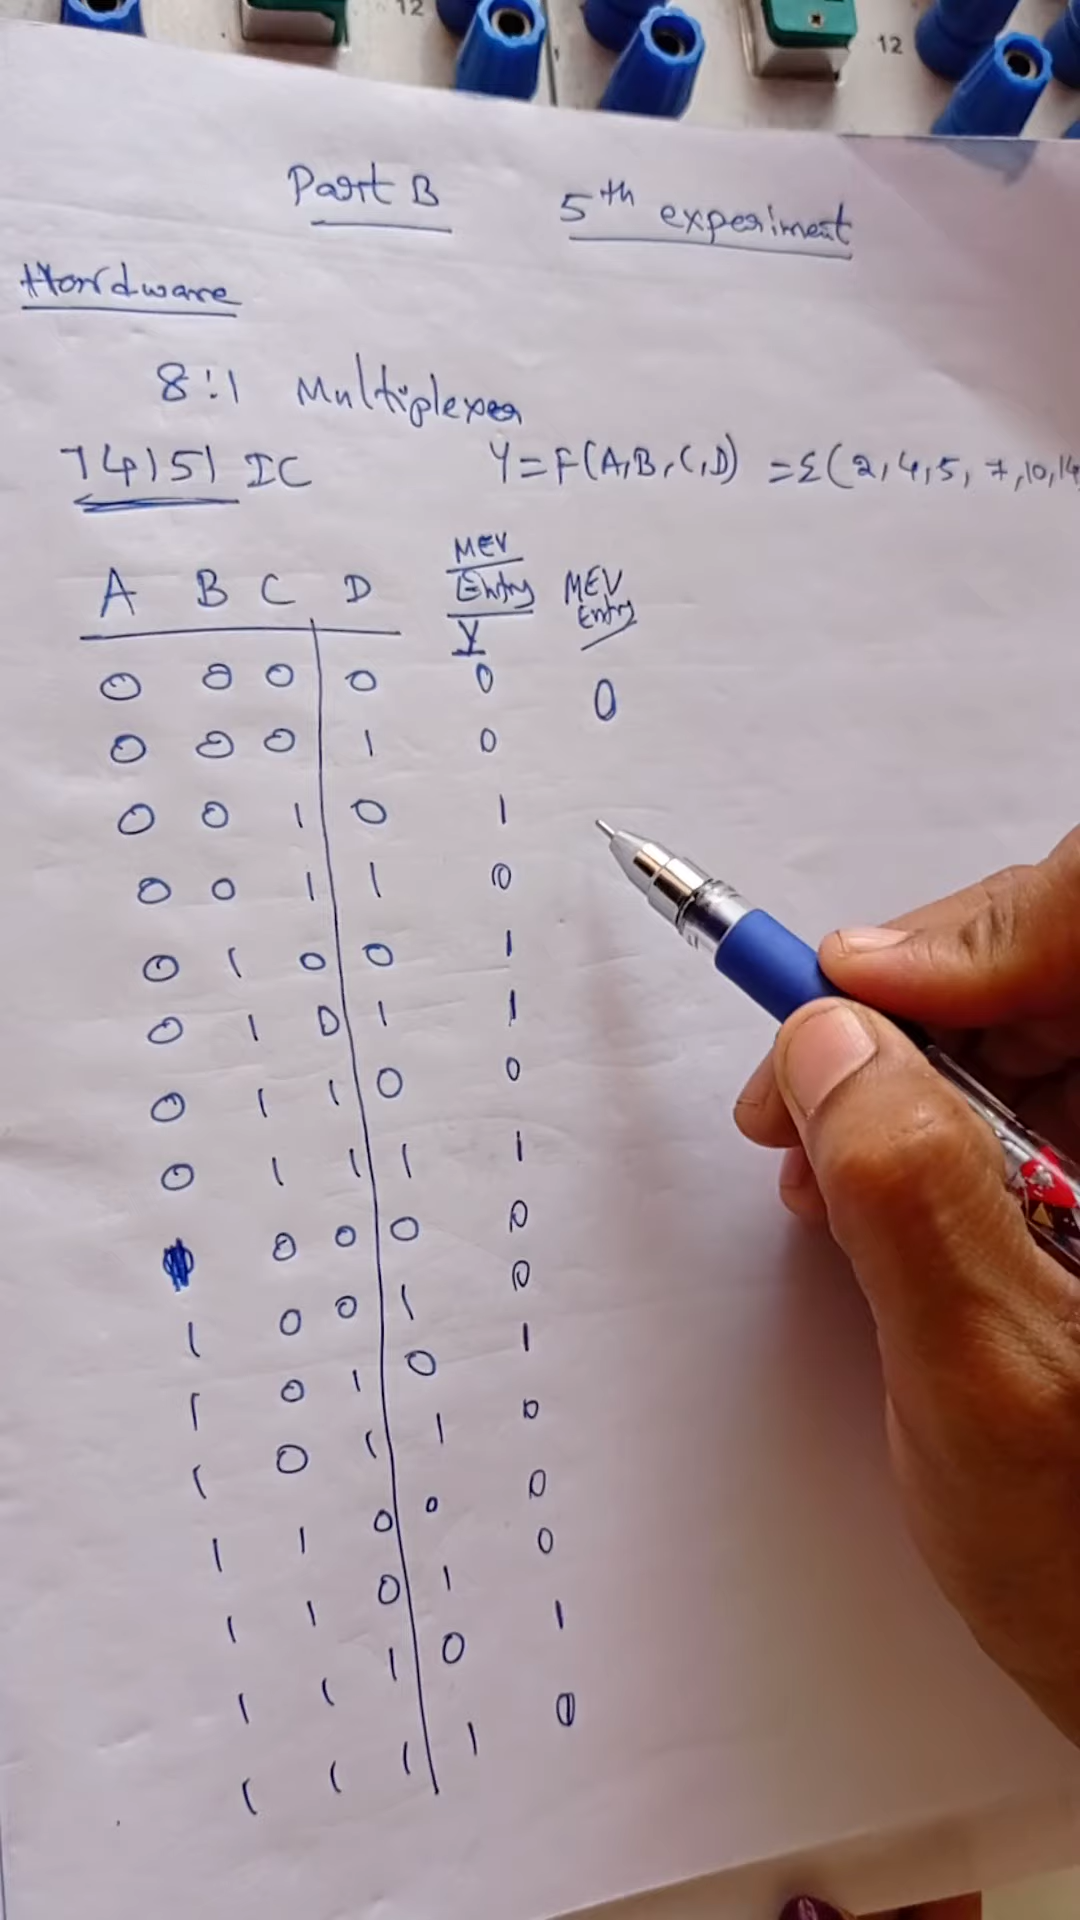 12
12
Part B 5th experiment
Hardware
8:1 Multiplexer
74151 IC Y=F(A,B,C,D) =Σ(2,4,5,7,10,14
A B C D MEV Entry Y MEV Entry
0 0 0 0 0 0
0 0 0 1 0
0 0 1 0 1
0 0 1 1 0
0 1 0 0 1
0 1 0 1 1
0 1 1 0 0
0 1 1 1 1
0 0 0 0
1 0 0 1 0
1 0 1 0 1
1 0 1 1 0
1 1 0 0 0
1 1 0 1 0
1 1 1 0 1
1 1 1 1 0